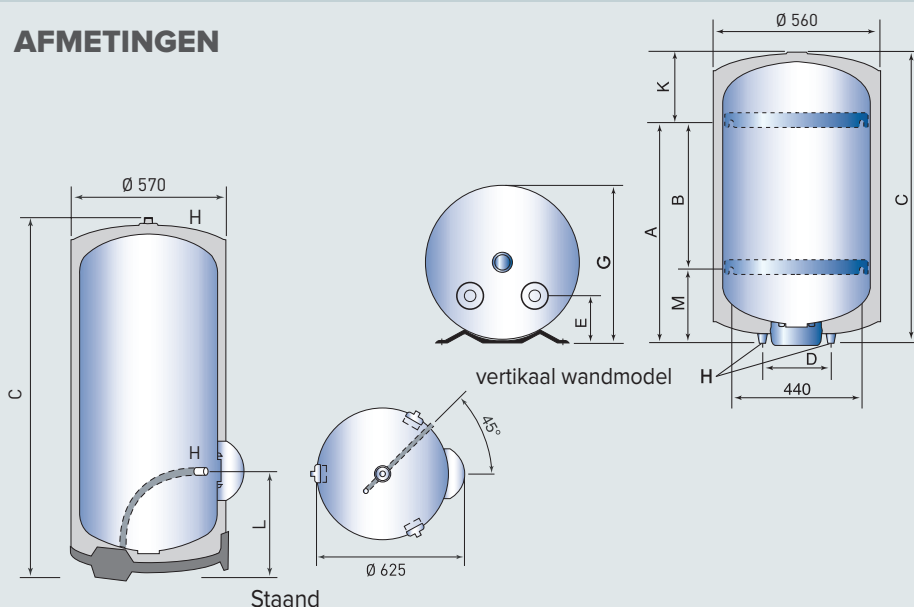 AFMETINGEN
Ø 560
K
A
B
C
M
H
D
440
Ø 570
H
C
H
L
G
E
vertikaal wandmodel
45°
Ø 625
Staand